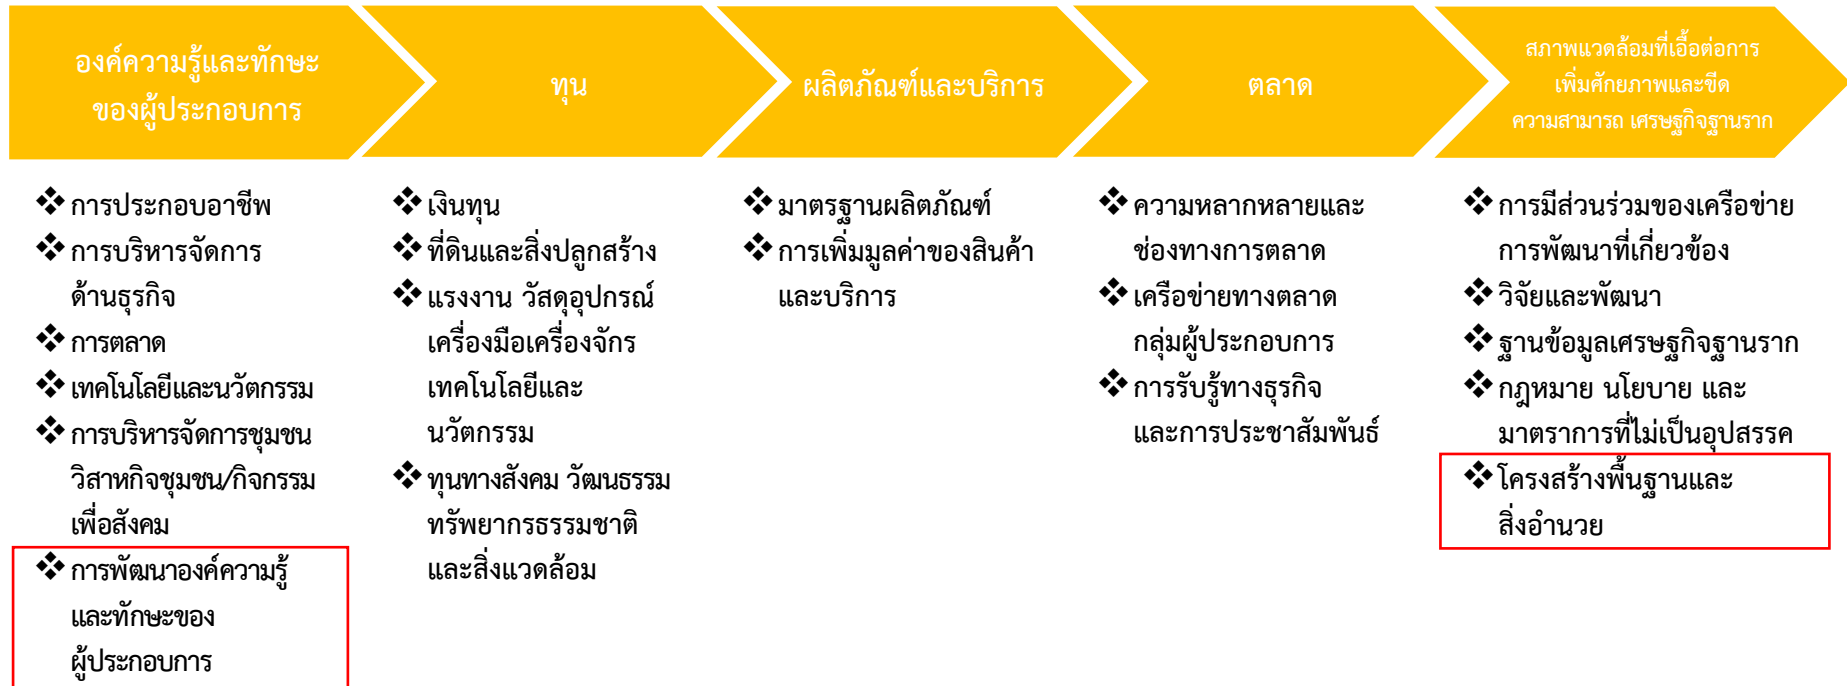 องค์ความรู้และทักษะ
ของผู้ประกอบการ
ทุน
ผลิตภัณฑ์และบริการ
ตลาด
สภาพแวดล้อมที่เอื้อต่อการ
เพิ่มศักยภาพและขีด
ความสามารถ เศรษฐกิจฐานราก
❖ การประกอบอาชีพ
❖ การบริหารจัดการ
ด้านธุรกิจ
❖ การตลาด
❖ เทคโนโลยีและนวัตกรรม
❖ การบริหารจัดการชุมชน
วิสาหกิจชุมชน/กิจกรรม
เพื่อสังคม
❖ การพัฒนาองค์ความรู้
และทักษะของ
ผู้ประกอบการ
❖ เงินทุน
❖ ที่ดินและสิ่งปลูกสร้าง
❖ แรงงาน วัสดุอุปกรณ์
เครื่องมือเครื่องจักร
เทคโนโลยีและ
นวัตกรรม
❖ ทุนทางสังคม วัฒนธรรม
ทรัพยากรธรรมชาติ
และสิ่งแวดล้อม
❖ มาตรฐานผลิตภัณฑ์
❖ การเพิ่มมูลค่าของสินค้า
และบริการ
❖ ความหลากหลายและ
ช่องทางการตลาด
❖ เครือข่ายทางตลาด
กลุ่มผู้ประกอบการ
❖ การรับรู้ทางธุรกิจ
และการประชาสัมพันธ์
❖ การมีส่วนร่วมของเครือข่าย
การพัฒนาที่เกี่ยวข้อง
❖ วิจัยและพัฒนา
❖ ฐานข้อมูลเศรษฐกิจฐานราก
❖ กฎหมาย นโยบาย และ
มาตราการที่ไม่เป็นอุปสรรค
❖ โครงสร้างพื้นฐานและ
สิ่งอำนวย